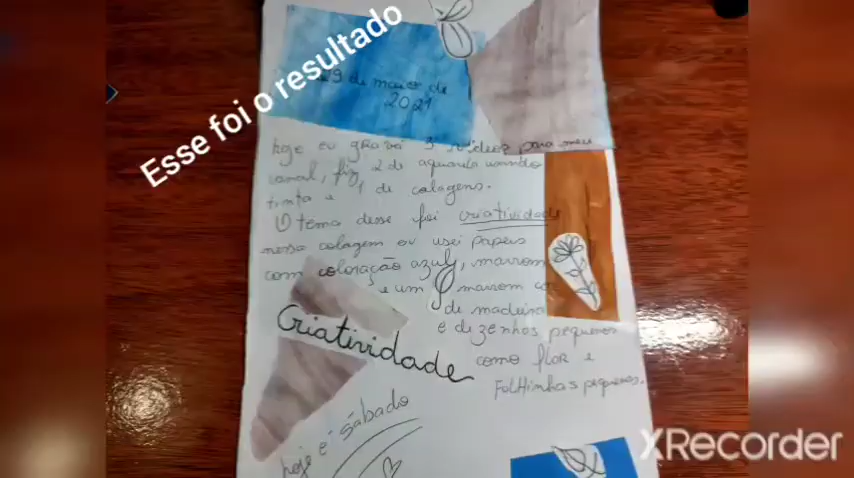 Esse foi o resultado
29 de maio de
2021
hoje eu gravei 3 vídeos para meu
canal, fiz 2 de aquarela usando
tinta e 1 de colagens.
O tema desse foi criatividade
nessa colagem eu usei papeis
com coloração azul, marrom
e um marrom cor
de madeira
e dezenhos pequenos
como flor e
Folhinhas pequenas.
Criatividade
hoje é sábado
XRecorder